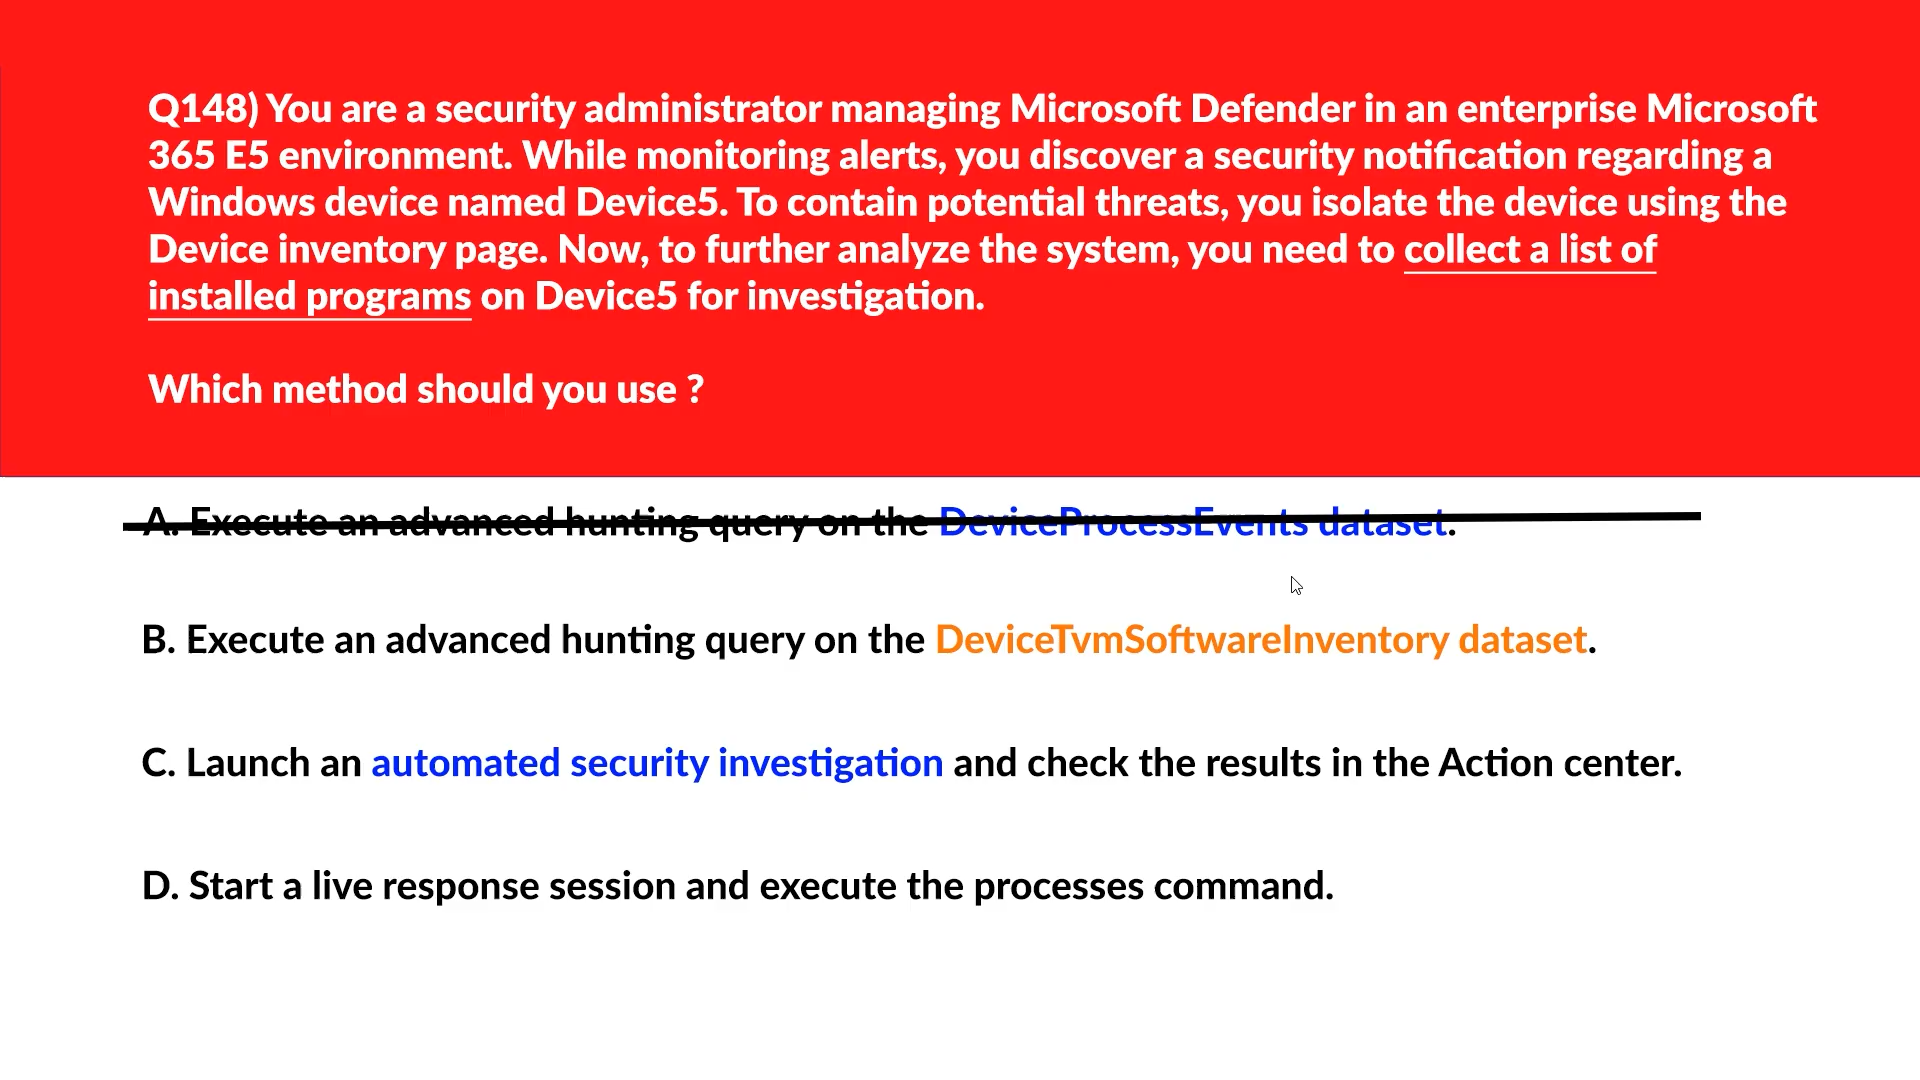 Q148) You are a security administrator managing Microsoft Defender in an enterprise Microsoft
365 E5 environment. While monitoring alerts, you discover a security notification regarding a
Windows device named Device5. To contain potential threats, you isolate the device using the
Device inventory page. Now, to further analyze the system, you need to collect a list of
installed programs on Device5 for investigation.
Which method should you use ?
A. Execute an advanced hunting query on the DeviceProcessEvents dataset.
B. Execute an advanced hunting query on the DeviceTvmSoftwareInventory dataset.
C. Launch an automated security investigation and check the results in the Action center.
D. Start a live response session and execute the processes command.